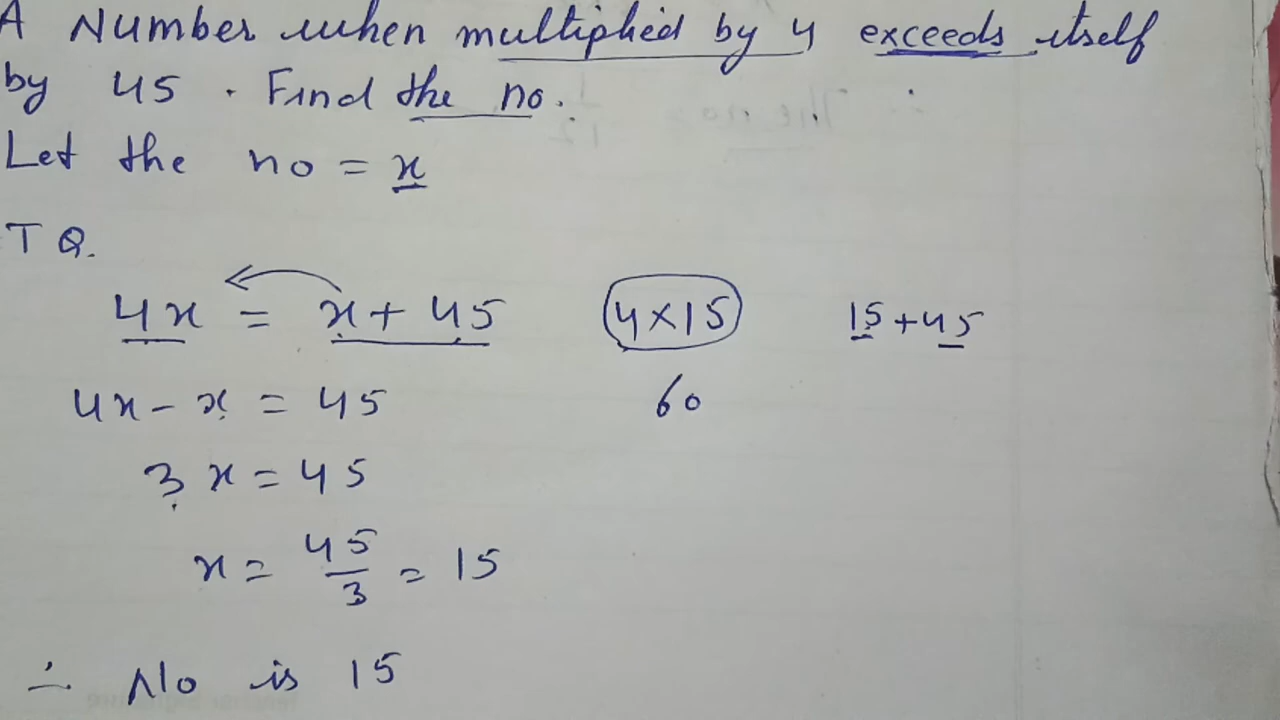 A Number when multiplied by 4 exceeds itself
by 45. Find the no.
Let the no = x
TQ.
4x = x + 45
4x - x = 45
3x = 45
x = 45/3 = 15
∴ No is 15
4×15
60
15+45